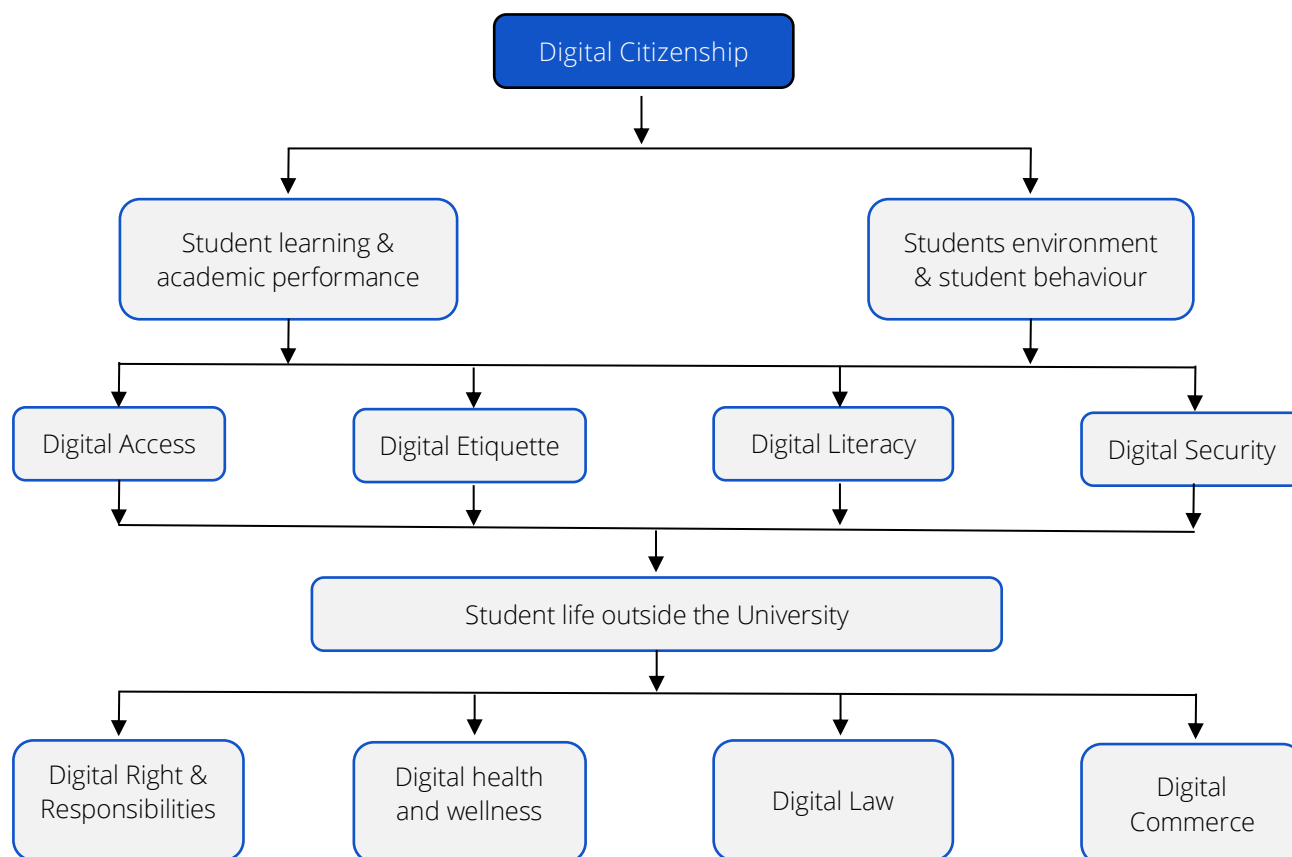 Digital Citizenship
Student learning &
academic performance
Students environment
& student behaviour
Digital Access
Digital Etiquette
Digital Literacy
Digital Security
Student life outside the University
Digital Right &
Responsibilities
Digital health
and wellness
Digital Law
Digital
Commerce